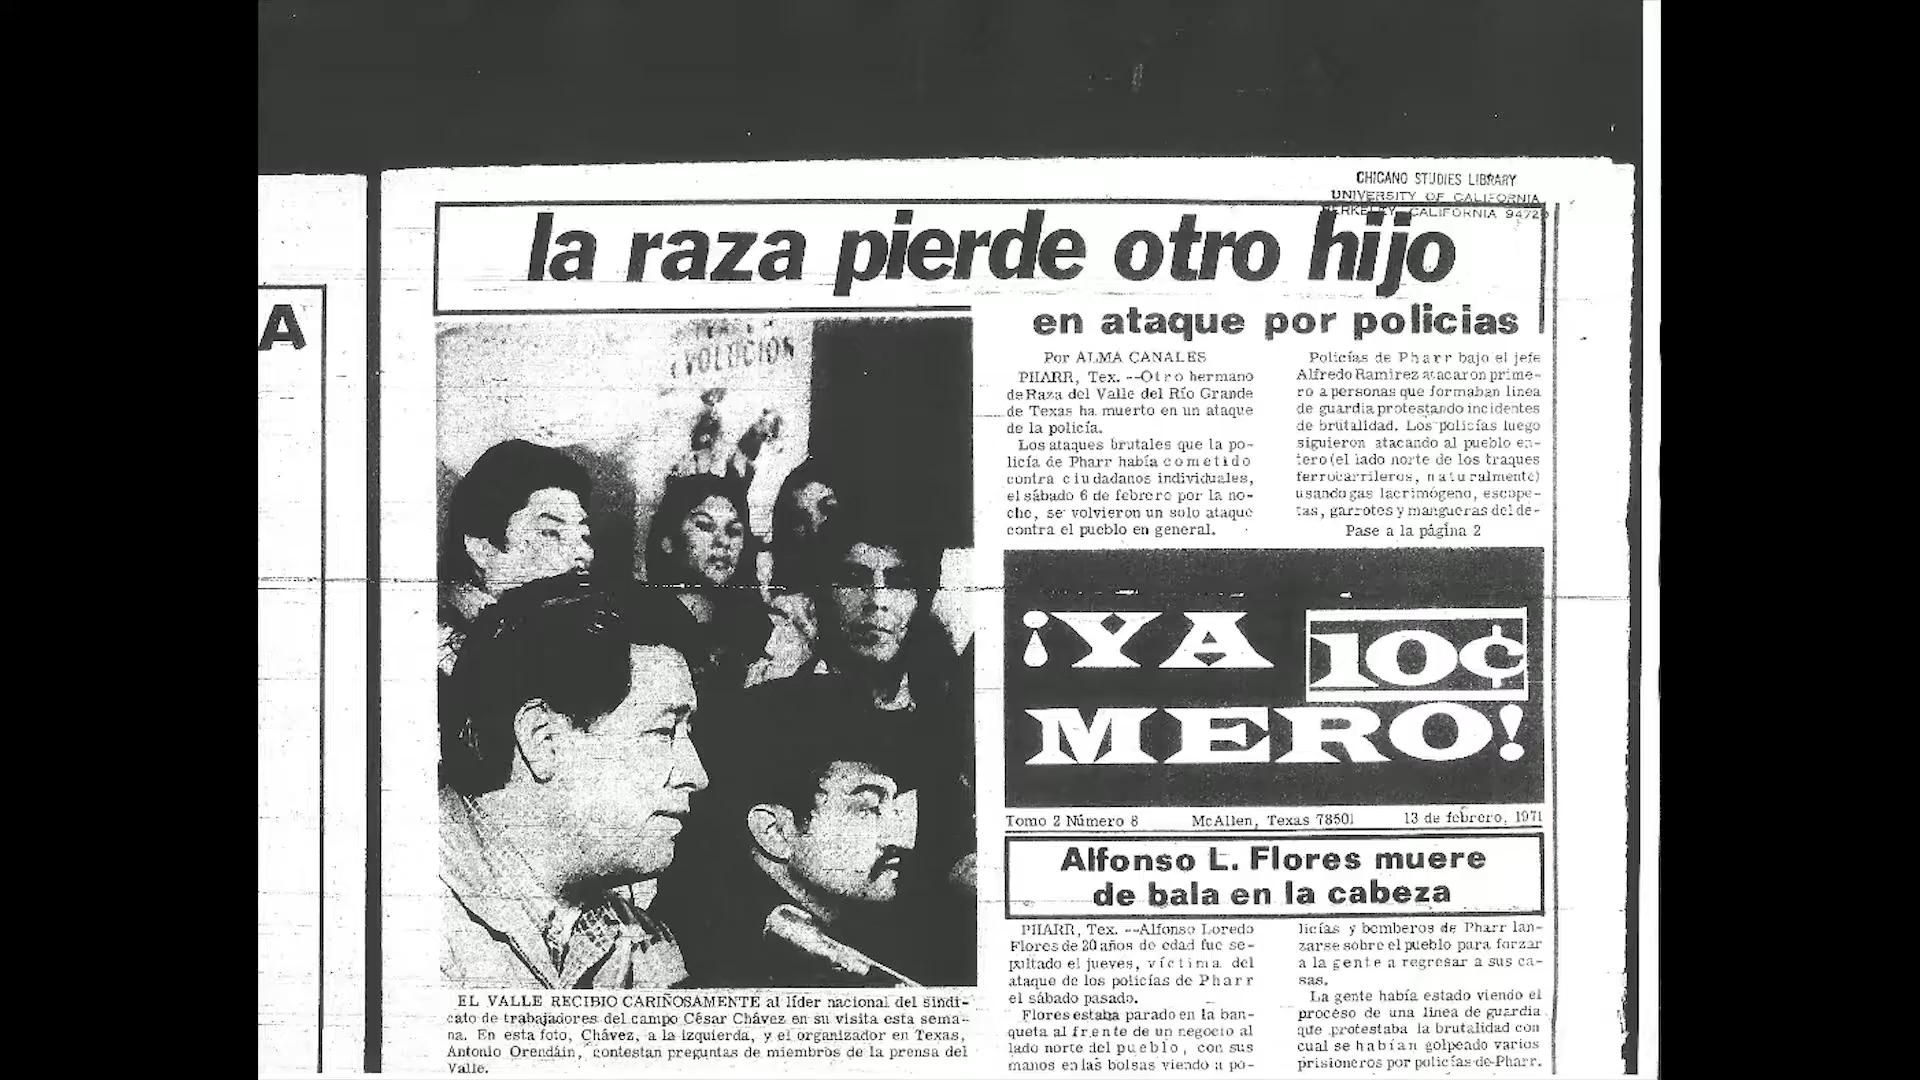 CHICANO STUDIES LIBRARY
UNIVERSITY OF CALIFORNIA
BERKELEY, CALIFORNIA 9472
A
la raza pierde otro hijo
en ataque por policias
Por ALMA CANALES
PHARR, Tex. --Otro hermano
de Raza del Valle del Río Grande
de Texas ha muerto en un ataque
de la policía.
Los ataques brutales que la po-
licía de Pharr había cometido
contra ciudadanos individuales,
el sábado 6 de febrero por la no-
che, se volvieron un solo ataque
contra el pueblo en general.
Policías de Pharr bajo el jefe
Alfredo Ramirez atacaron prime-
ro a personas que formaban linea
de guardia protestando incidentes
de brutalidad. Los policías luego
siguieron atacando al pueblo en-
tero (el lado norte de los traques
ferrocarrileros, naturalmente)
usando gas lacrimógeno, escope-
tas, garrotes y mangueras del de-
Pase a la página 2
VOLUCION
¡YA
10¢
MERO!
Tomo 2 Número 8 McAllen, Texas 78501 13 de febrero, 1971
Alfonso L. Flores muere
de bala en la cabeza
PHARR, Tex. --Alfonso Loredo
Flores de 20 años de edad fue se-
pultado el jueves, víctima del
ataque de los policías de Pharr
el sábado pasado.
Flores estaba parado en la ban-
queta al frente de un negocio al
lado norte del pueblo, con sus
manos en las bolsas viendo a po-
licías y bomberos de Pharr lan-
zarse sobre el pueblo para forzar
a la gente a regresar a sus ca-
sas.
La gente había estado viendo el
proceso de una linea de guardia
que protestaba la brutalidad con
cual se habían golpeado varios
prisioneros por policías de Pharr.
EL VALLE RECIBIO CARIÑOSAMENTE al líder nacional del sindi-
cato de trabajadores del campo César Chávez en su visita esta sema-
na. En esta foto, Chávez, a la izquierda, y el organizador en Texas,
Antonio Orendáin, contestan preguntas de miembros de la prensa del
Valle.